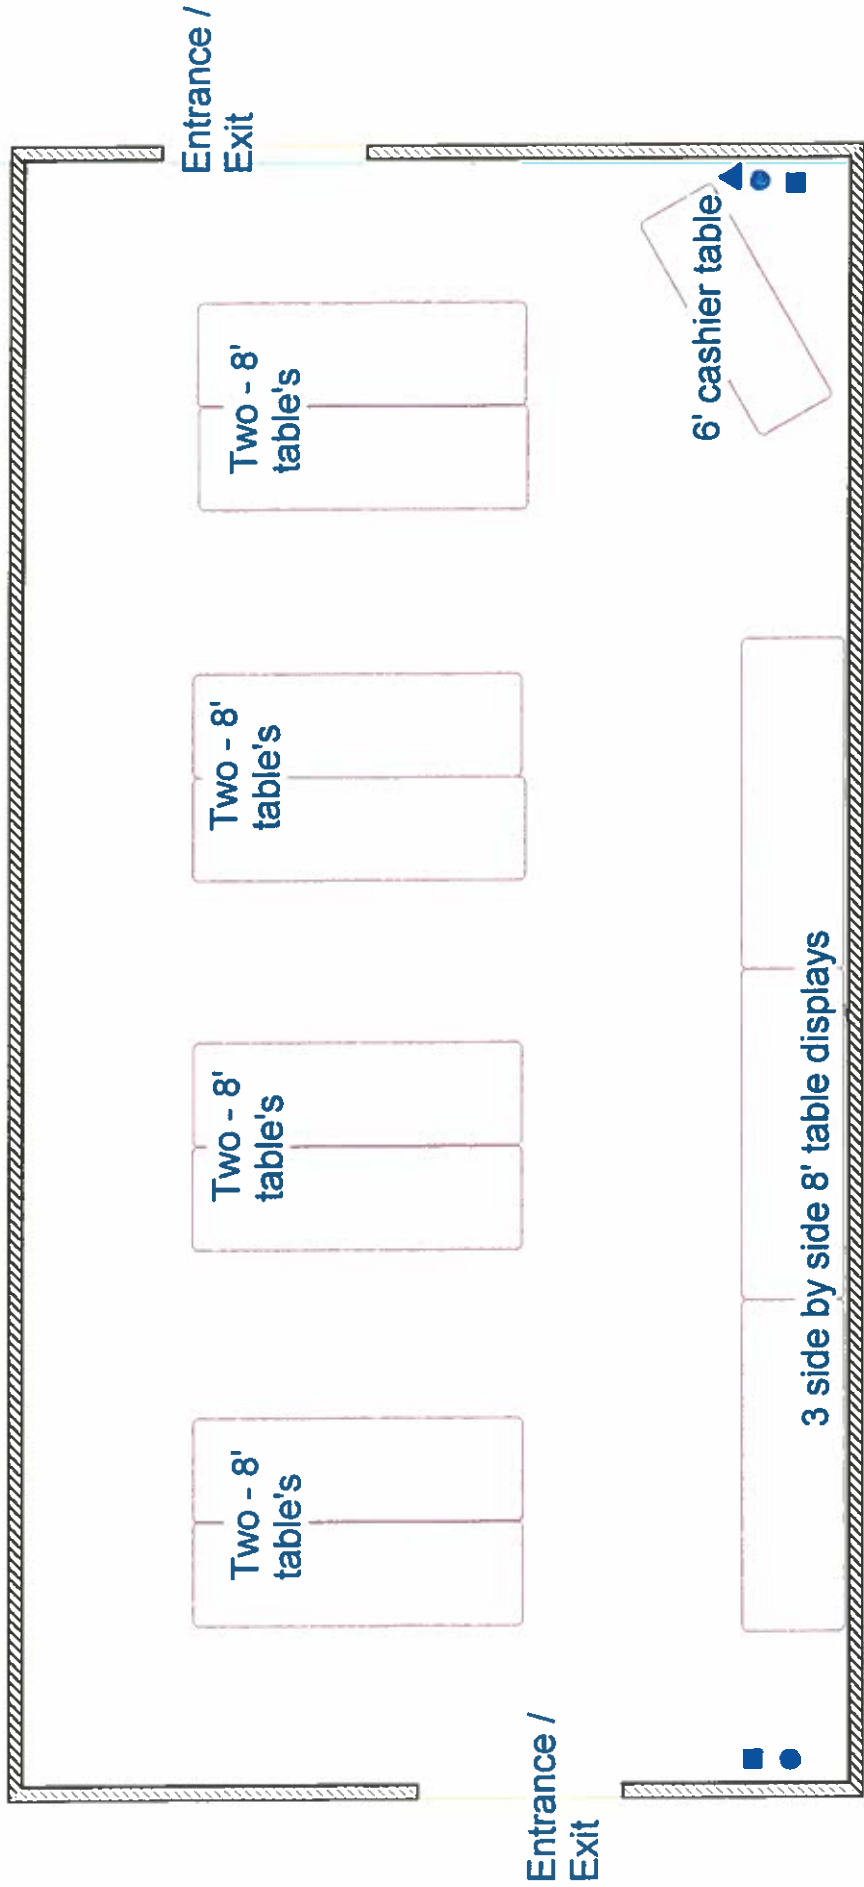 Entrance /
Exit
Two - 8'
table's
6' cashier table
Two - 8'
table's
Two - 8'
table's
3 side by side 8' table displays
Two - 8'
table's
Entrance /
Exit